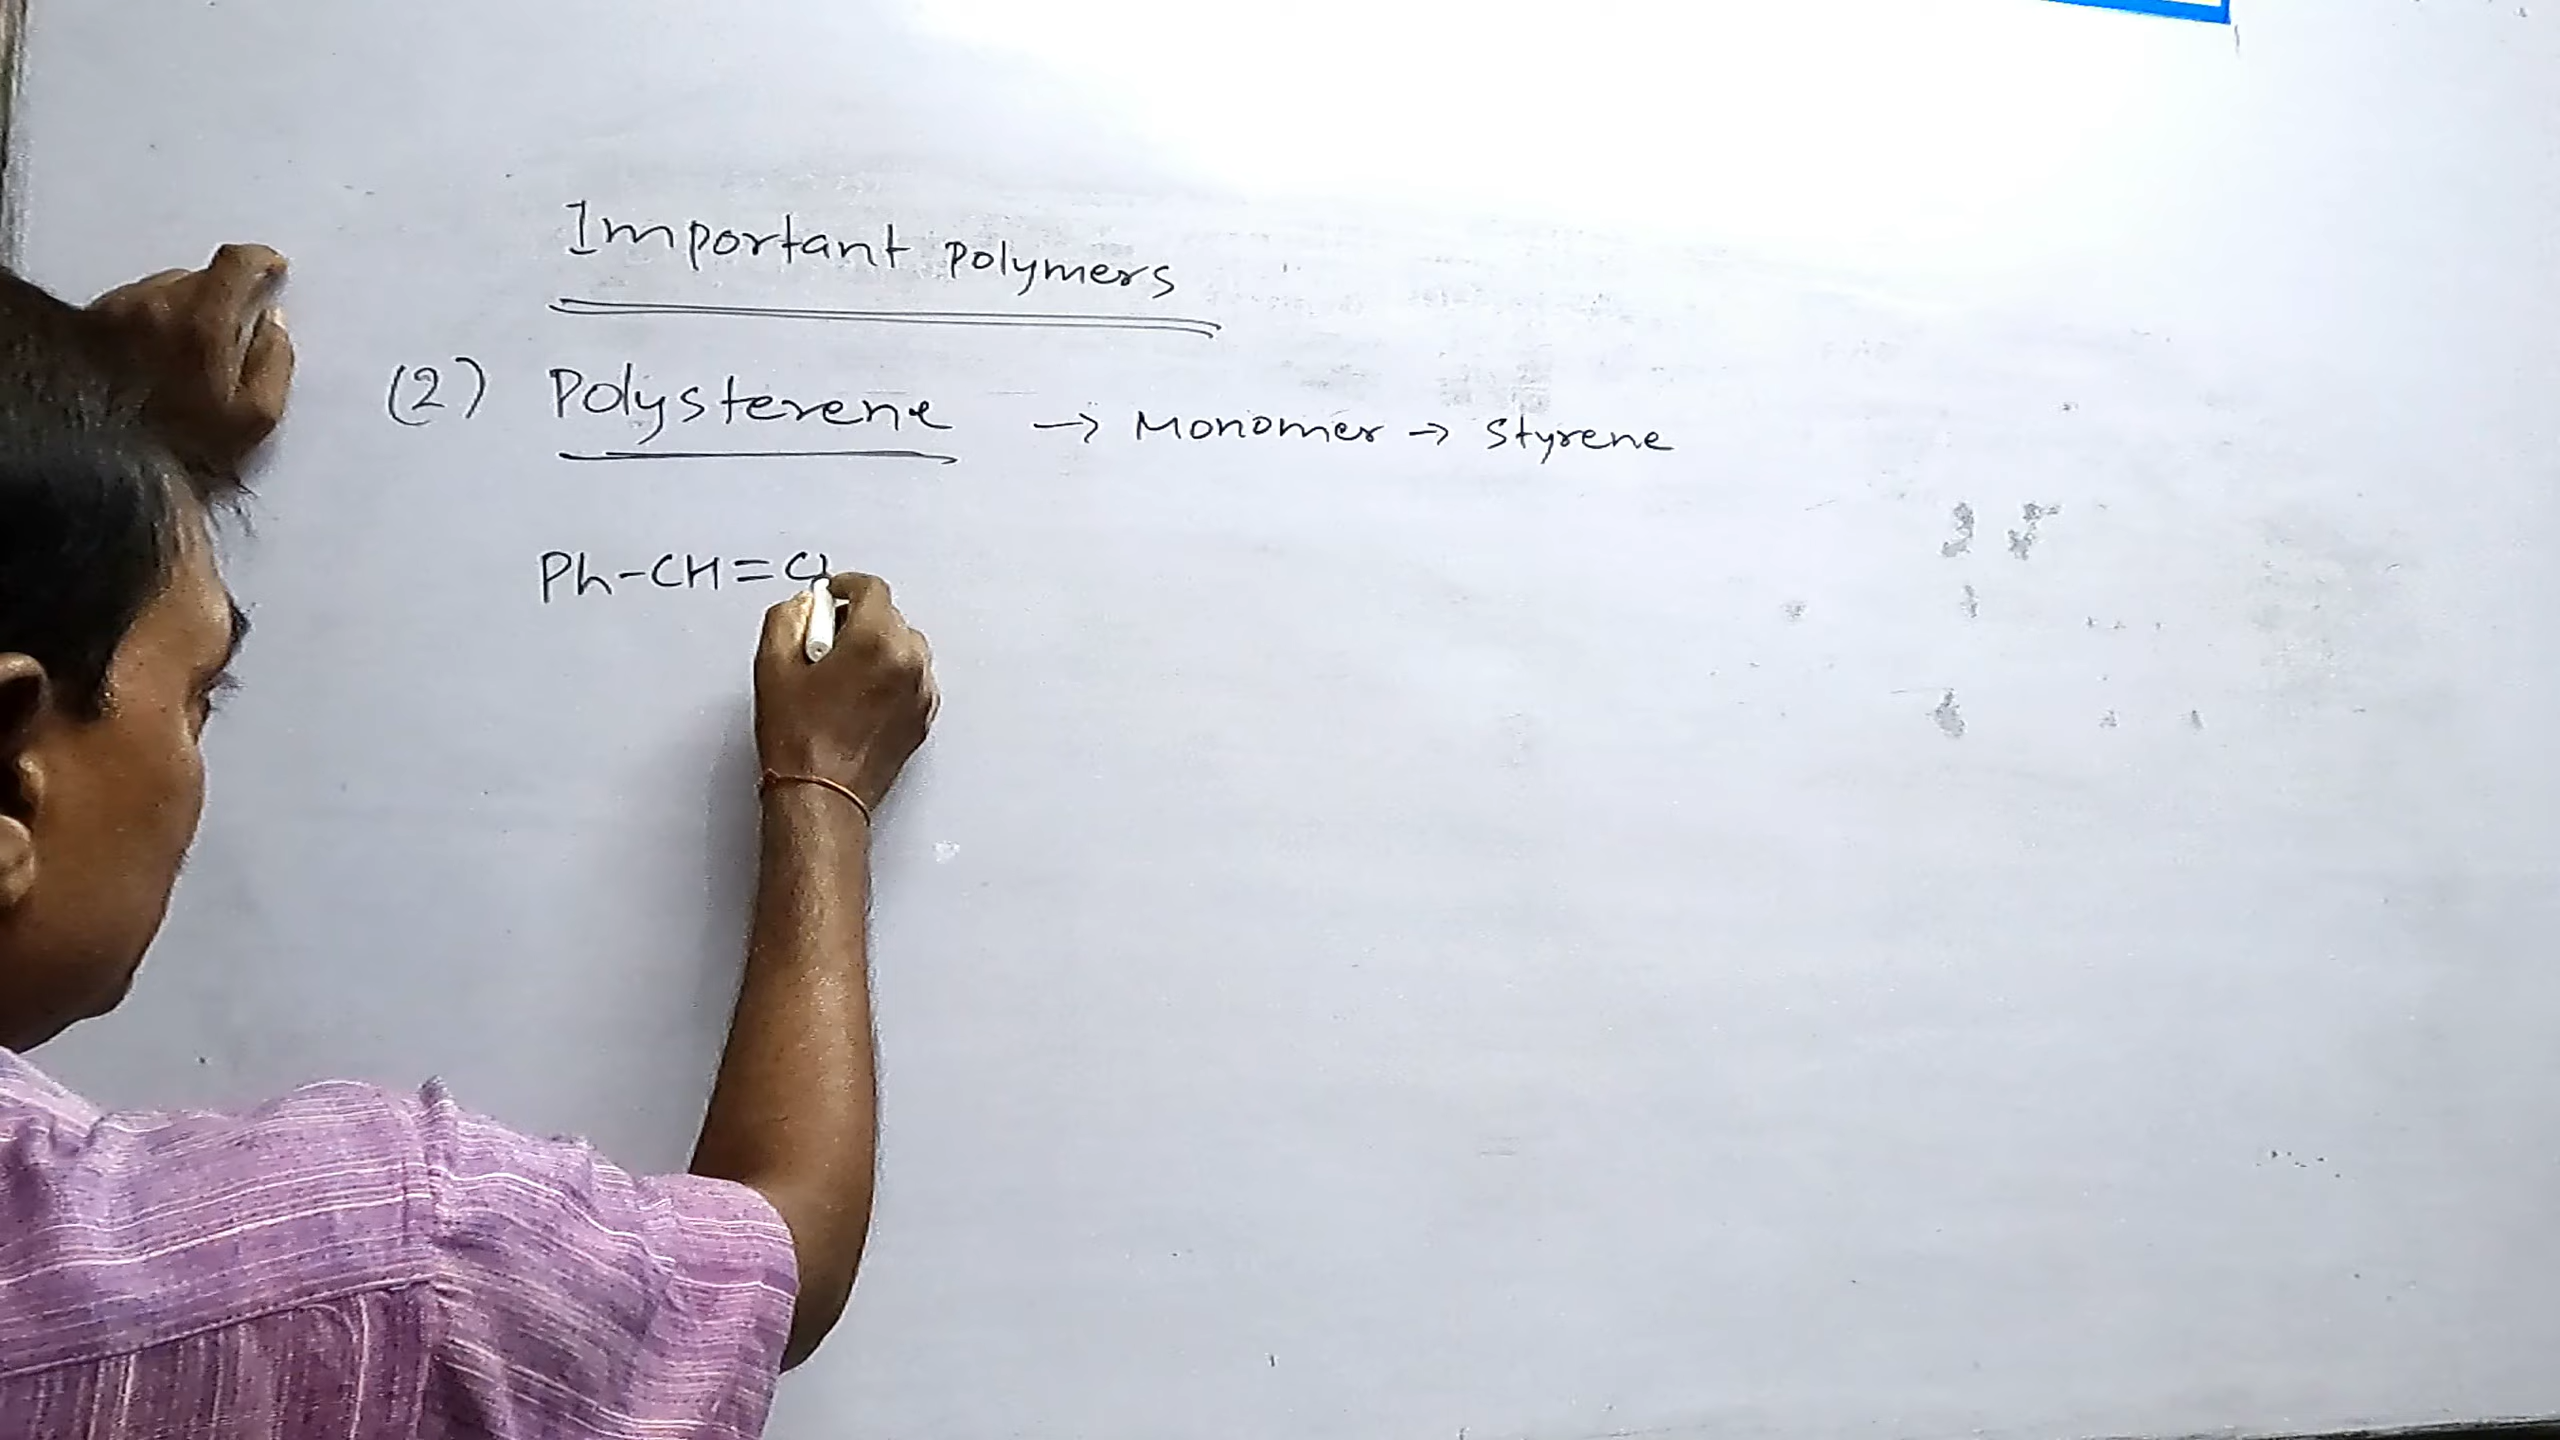 Important Polymers
(2) Polysterene → Monomer → Styrene
Ph-CH=C